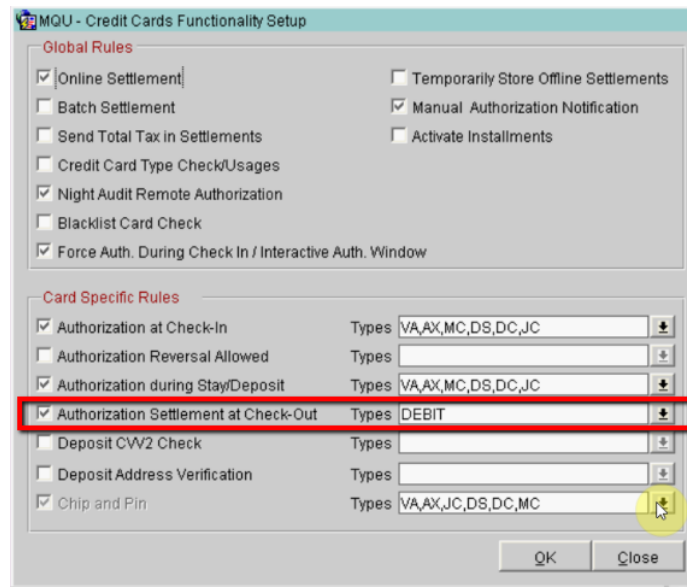 MQU - Credit Cards Functionality Setup
Global Rules
Online Settlement
Temporarily Store Offline Settlements
Batch Settlement
Manual Authorization Notification
Send Total Tax in Settlements
Activate Installments
Credit Card Type Check/Usages
Night Audit Remote Authorization
Blacklist Card Check
Force Auth. During Check In / Interactive Auth. Window
Card Specific Rules
Authorization at Check-In Types VA,AX,MC,DS,DC,JC
Authorization Reversal Allowed Types
Authorization during Stay/Deposit Types VA,AX,MC,DS,DC,JC
Authorization Settlement at Check-Out Types DEBIT
Deposit CVV2 Check Types
Deposit Address Verification Types
Chip and Pin Types VA,AX,JC,DS,DC,MC
OK Close